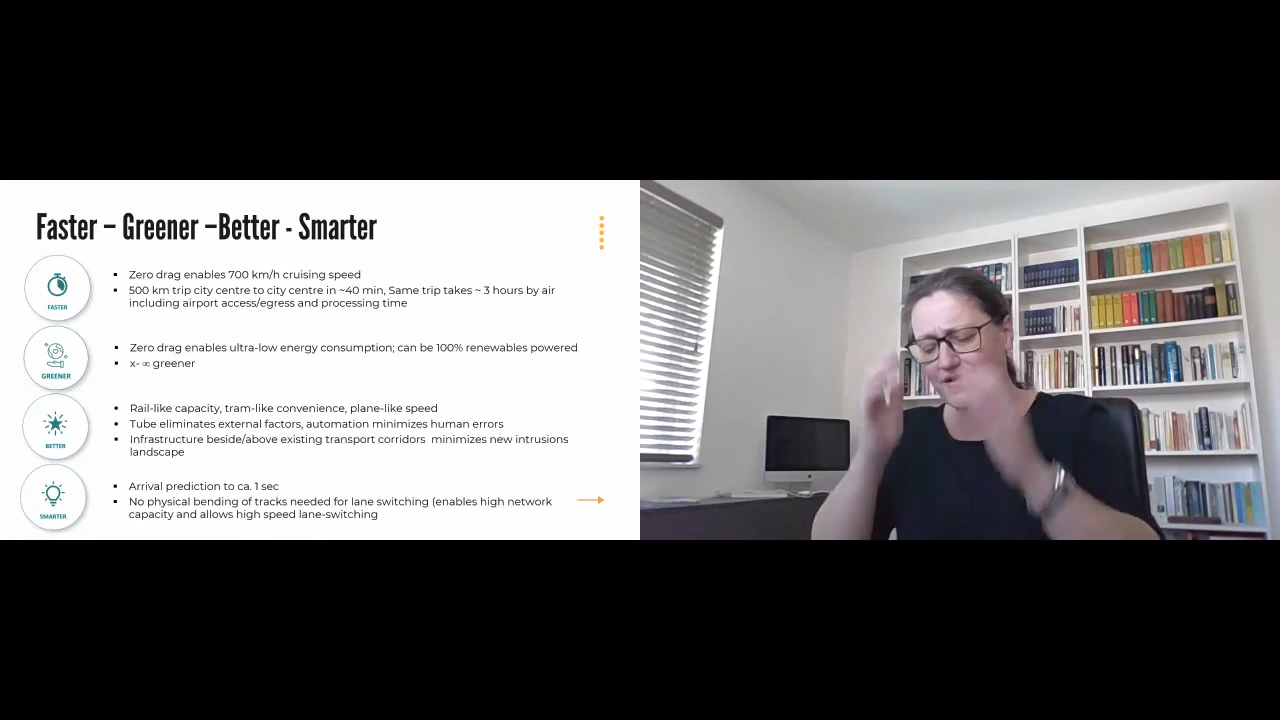 Faster – Greener –Better - Smarter
FASTER
▪ Zero drag enables 700 km/h cruising speed
▪ 500 km trip city centre to city centre in ~40 min, Same trip takes ~ 3 hours by air
including airport access/egress and processing time
GREENER
▪ Zero drag enables ultra-low energy consumption; can be 100% renewables powered
▪ x- ∞ greener
BETTER
▪ Rail-like capacity, tram-like convenience, plane-like speed
▪ Tube eliminates external factors, automation minimizes human errors
▪ Infrastructure beside/above existing transport corridors minimizes new intrusions
landscape
SMARTER
▪ Arrival prediction to ca. 1 sec
▪ No physical bending of tracks needed for lane switching (enables high network
capacity and allows high speed lane-switching